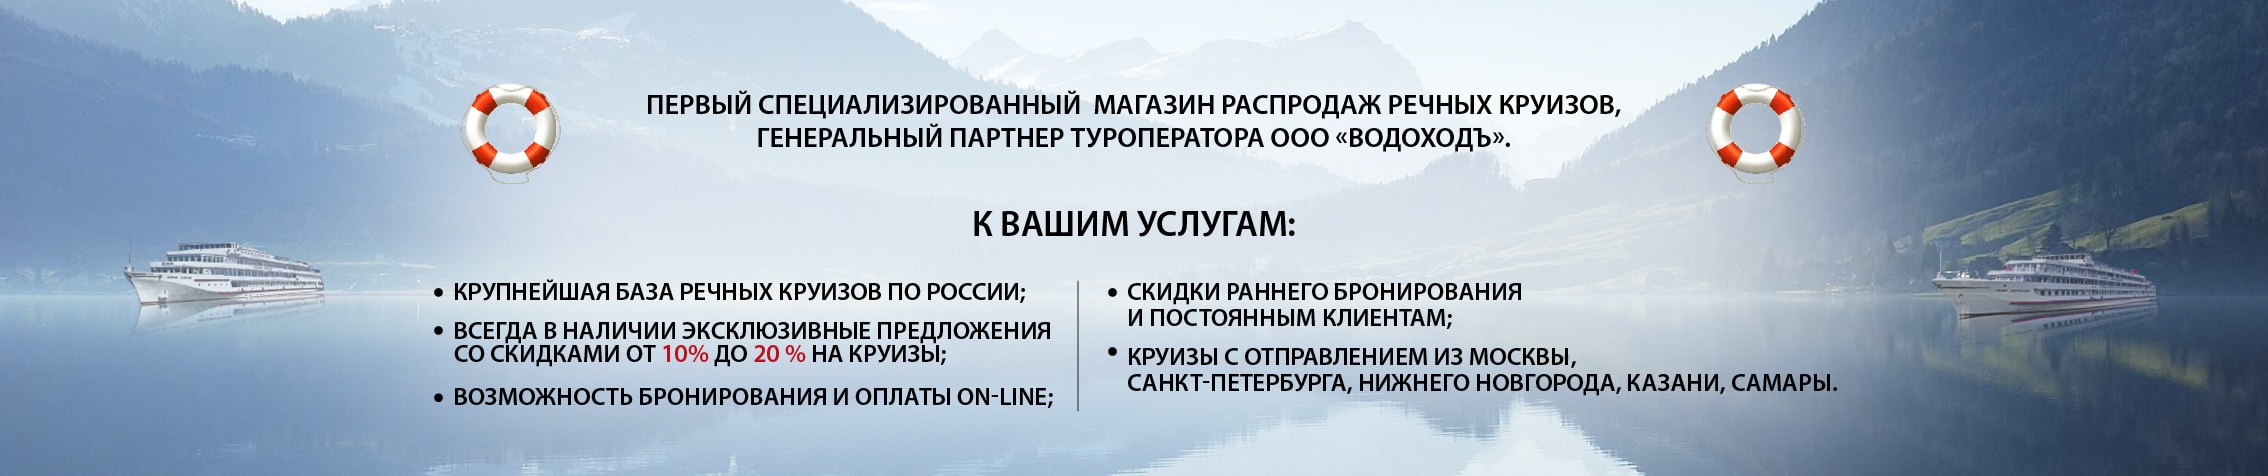 ПЕРВЫЙ СПЕЦИАЛИЗИРОВАННЫЙ МАГАЗИН РАСПРОДАЖ РЕЧНЫХ КРУИЗОВ,
ГЕНЕРАЛЬНЫЙ ПАРТНЕР ТУРОПЕРАТОРА ООО «ВОДОХОДЪ».
К ВАШИМ УСЛУГАМ:
• КРУПНЕЙШАЯ БАЗА РЕЧНЫХ КРУИЗОВ ПО РОССИИ;
• ВСЕГДА В НАЛИЧИИ ЭКСКЛЮЗИВНЫЕ ПРЕДЛОЖЕНИЯ
СО СКИДКАМИ ОТ 10% ДО 20 % НА КРУИЗЫ;
• ВОЗМОЖНОСТЬ БРОНИРОВАНИЯ И ОПЛАТЫ ON-LINE;
• СКИДКИ РАННЕГО БРОНИРОВАНИЯ
И ПОСТОЯННЫМ КЛИЕНТАМ;
• КРУИЗЫ С ОТПРАВЛЕНИЕМ ИЗ МОСКВЫ,
САНКТ-ПЕТЕРБУРГА, НИЖНЕГО НОВГОРОДА, КАЗАНИ, САМАРЫ.